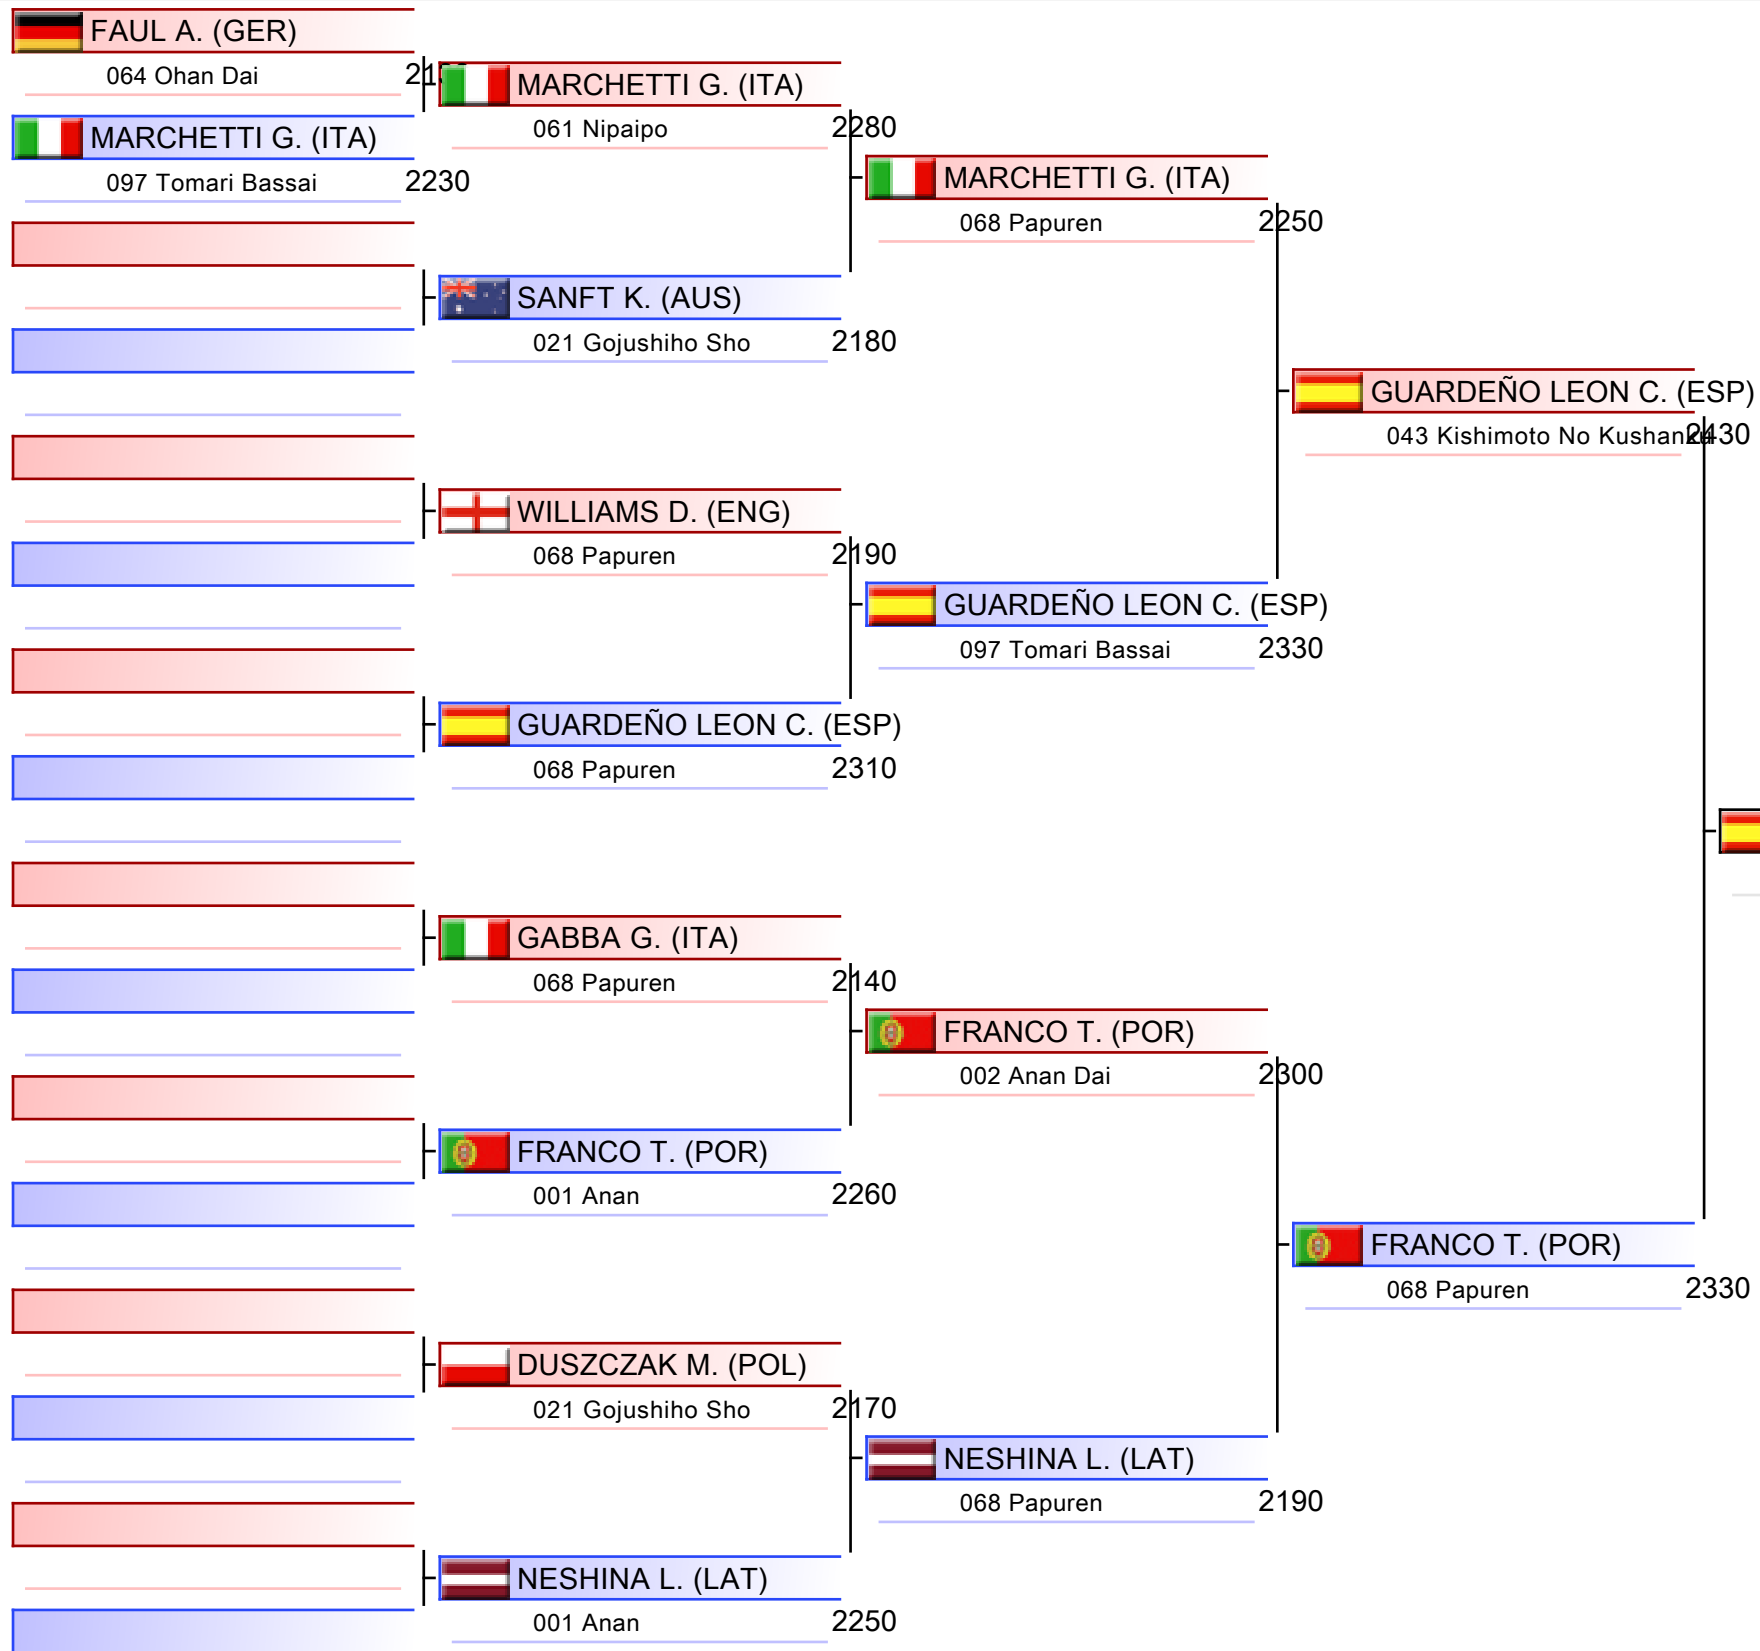 FAUL A. (GER)
064 Ohan Dai
MARCHETTI G. (ITA)
097 Tomari Bassai 2230
MARCHETTI G. (ITA)
061 Nipaipo 2280
SANFT K. (AUS)
021 Gojushiho Sho 2180
WILLIAMS D. (ENG)
068 Papuren 2190
GUARDEÑO LEON C. (ESP)
068 Papuren 2310
GABBA G. (ITA)
068 Papuren 2140
FRANCO T. (POR)
001 Anan 2260
DUSZCZAK M. (POL)
021 Gojushiho Sho 2170
NESHINA L. (LAT)
001 Anan 2250
MARCHETTI G. (ITA)
068 Papuren 2250
GUARDEÑO LEON C. (ESP)
097 Tomari Bassai 2330
FRANCO T. (POR)
002 Anan Dai 2300
NESHINA L. (LAT)
068 Papuren 2190
GUARDEÑO LEON C. (ESP)
043 Kishimoto No Kushanku 2430
FRANCO T. (POR)
068 Papuren 2330